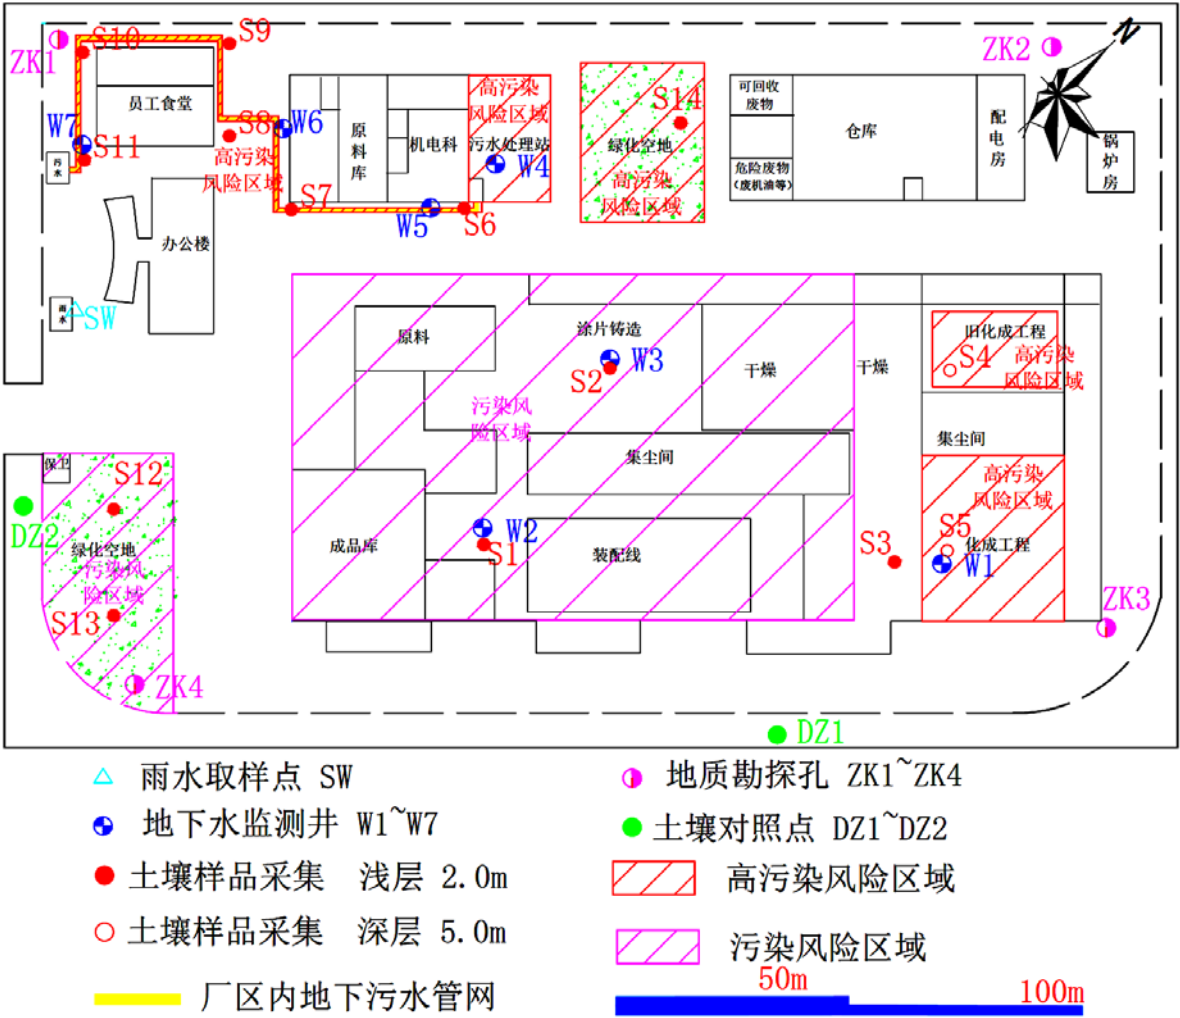 S10
S9
ZK1
ZK2
N
员工食堂
高污染
风险区域
可回收
废物
S14
W7
S8
W6
原料库
机电科
污水处理站
绿化空地
仓库
配电房
锅炉房
S11
高污染
风险区域
W4
污水
危险废物
(废机油等)
高污染
风险区域
S7
W5
S6
办公楼
雨水
SW
原料
涂片铸造
旧化成工程
W3
S2
干燥
干燥
S4
高污染
风险区域
污染风
险区域
集尘间
集尘间
保卫
S12
高污染
风险区域
DZ2
绿化空地
W2
S1
成品库
装配线
S3
S5
化成工程
W1
污染风
险区域
S13
ZK3
ZK4
DZ1
雨水取样点 SW
地质勘探孔 ZK1~ZK4
地下水监测井 W1~W7
土壤对照点 DZ1~DZ2
土壤样品采集 浅层 2.0m
高污染风险区域
土壤样品采集 深层 5.0m
污染风险区域
厂区内地下污水管网
50m
100m